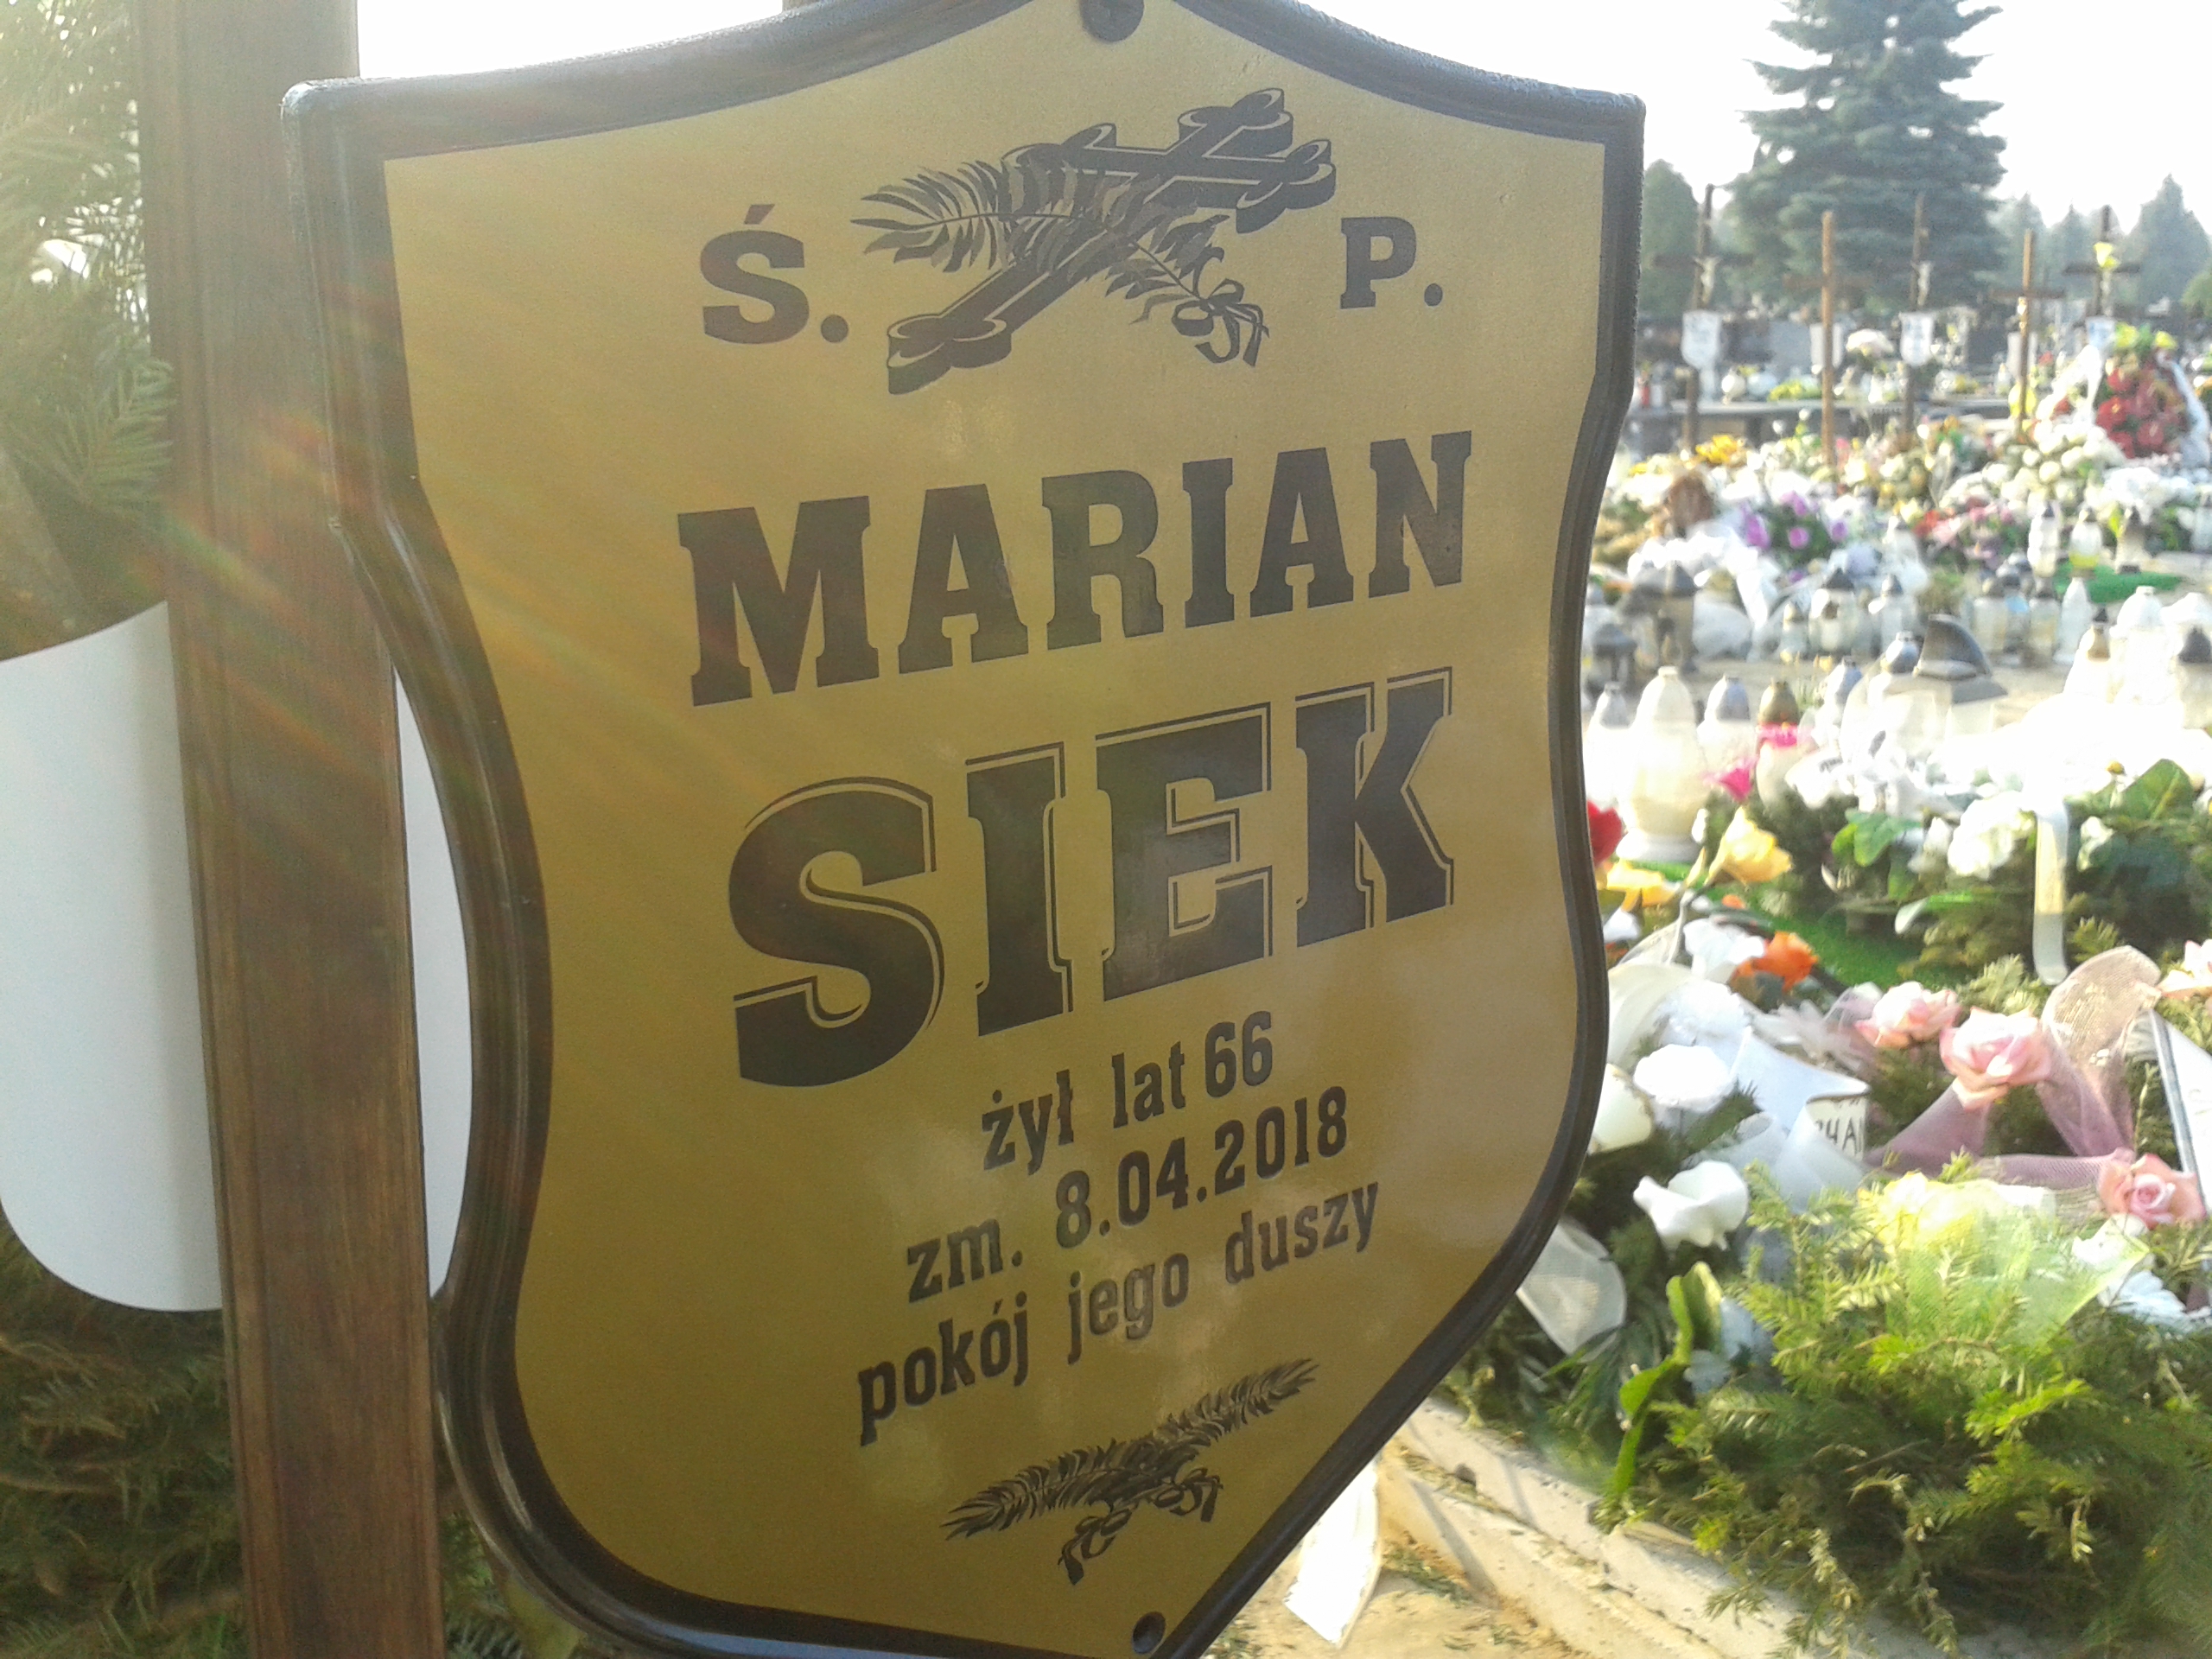 Ś. P.
MARIAN
SIEK
żył lat 66
zm. 8.04.2018
pokój jego duszy